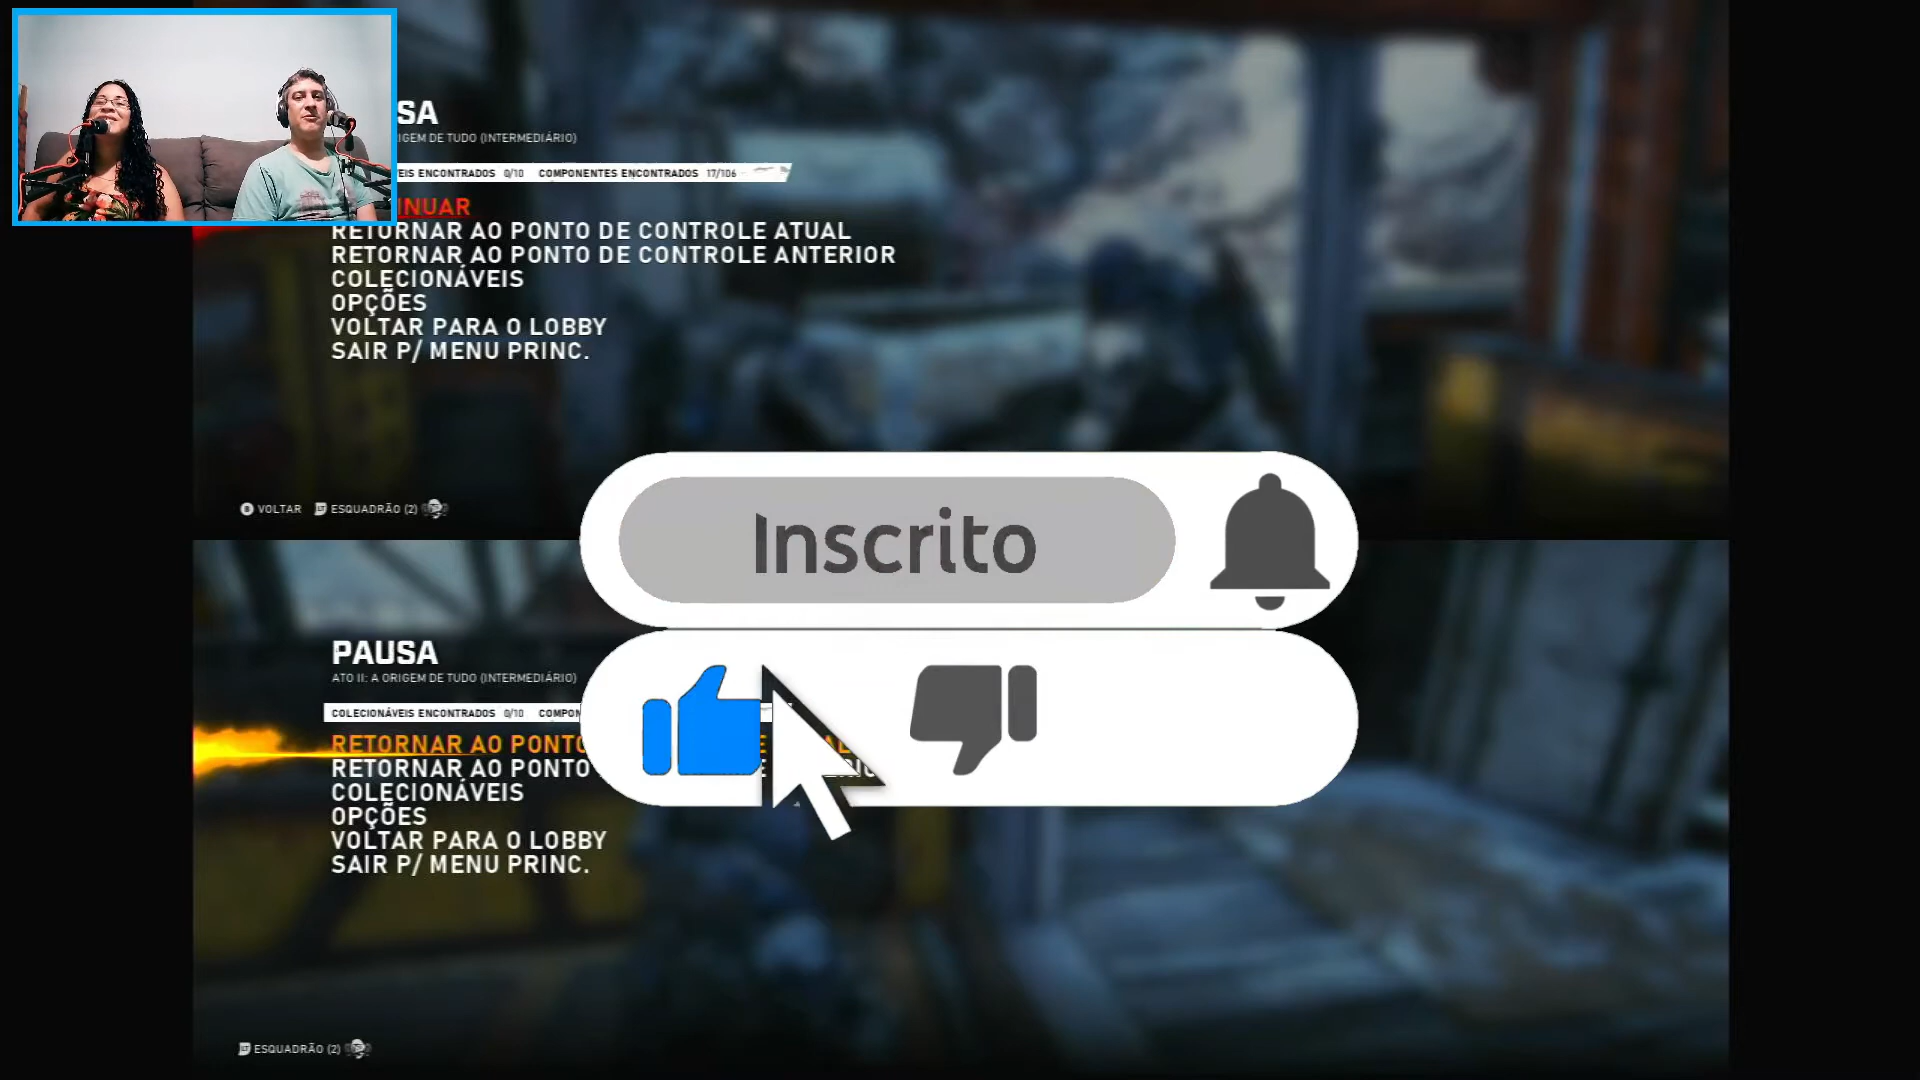 SA
IGEM DE TUDO (INTERMEDIÁRIO)
EIS ENCONTRADOS 0/10 COMPONENTES ENCONTRADOS 17/106
INUAR
RETORNAR AO PONTO DE CONTROLE ATUAL
RETORNAR AO PONTO DE CONTROLE ANTERIOR
COLECIONÁVEIS
OPÇÕES
VOLTAR PARA O LOBBY
SAIR P/ MENU PRINC.
B VOLTAR LT ESQUADRÃO (2)
Inscrito
PAUSA
ATO II: A ORIGEM DE TUDO (INTERMEDIÁRIO)
COLECIONÁVEIS ENCONTRADOS 0/10 COMPON
RETORNAR AO PONTO
RETORNAR AO PONTO
COLECIONÁVEIS
OPÇÕES
VOLTAR PARA O LOBBY
SAIR P/ MENU PRINC.
LT ESQUADRÃO (2)